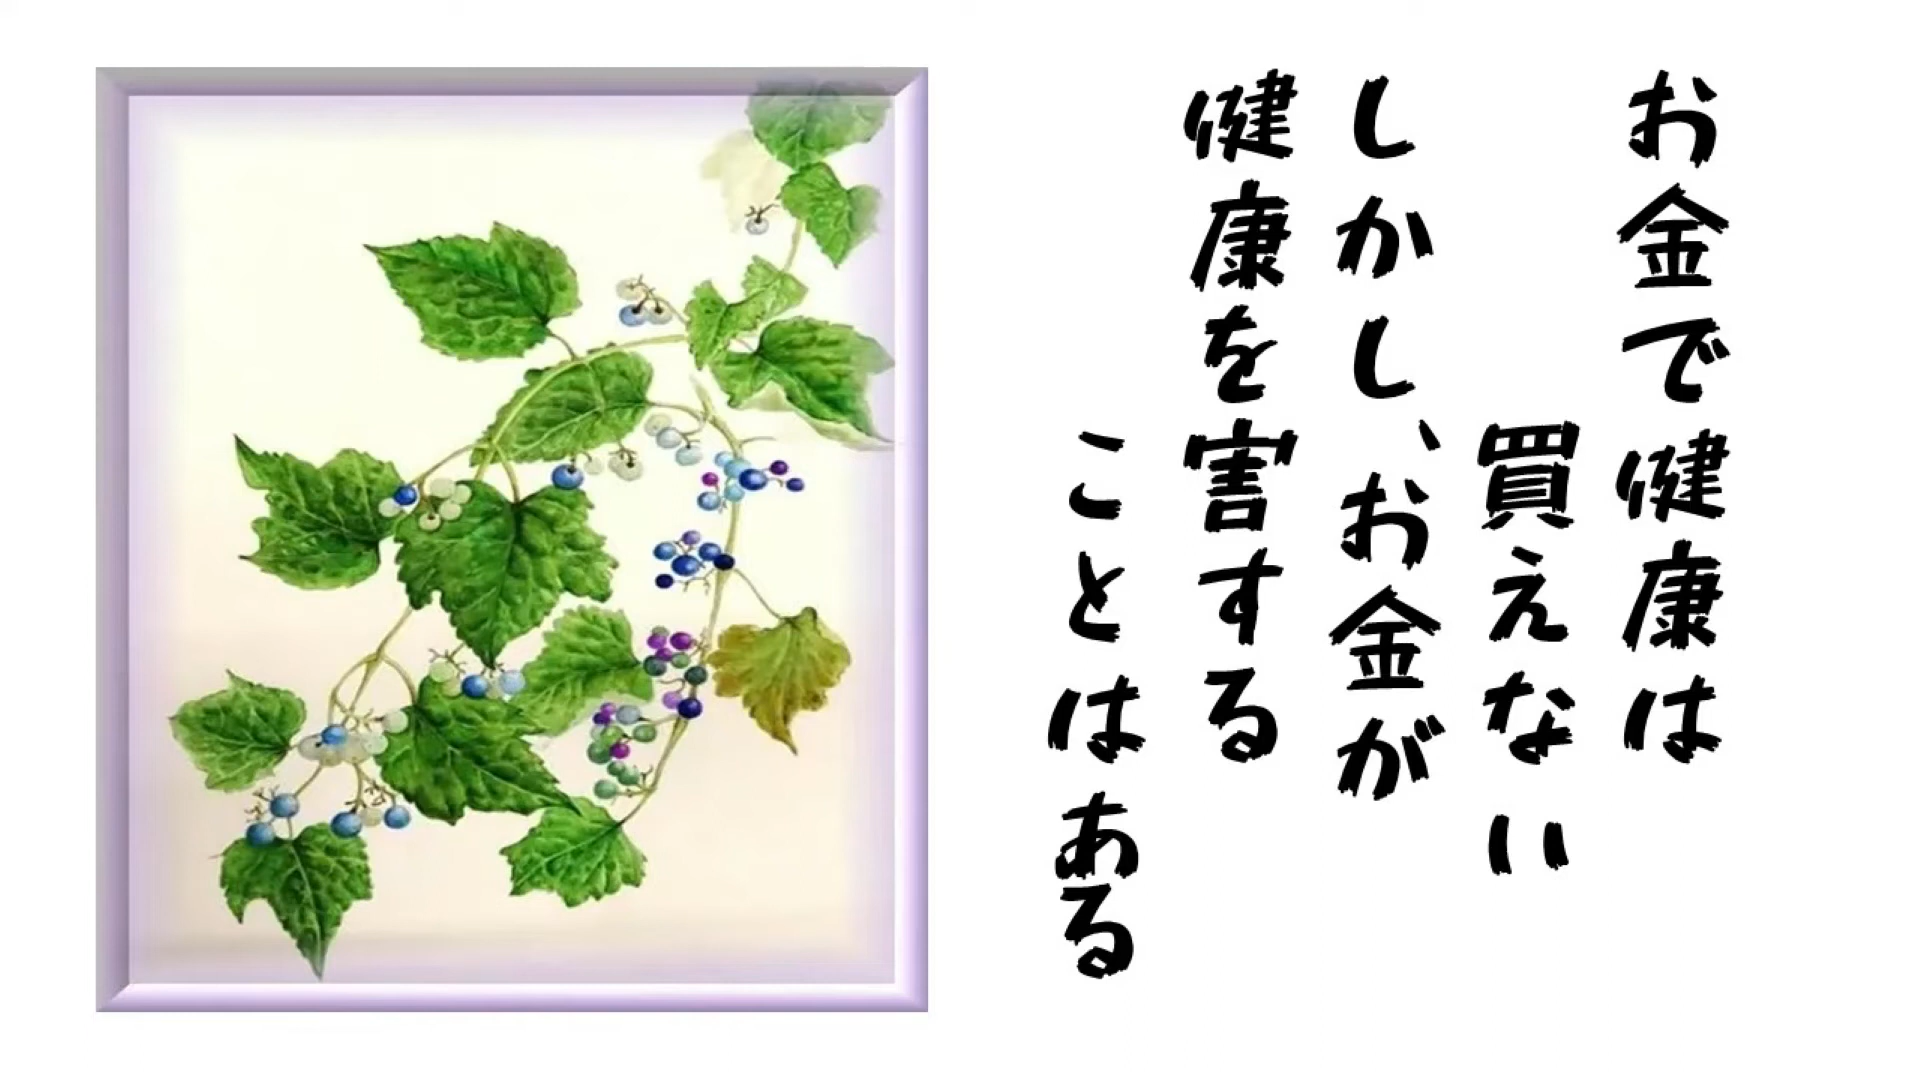 お金で健康は
買えない
しかし、お金が
健康を害する
ことはある